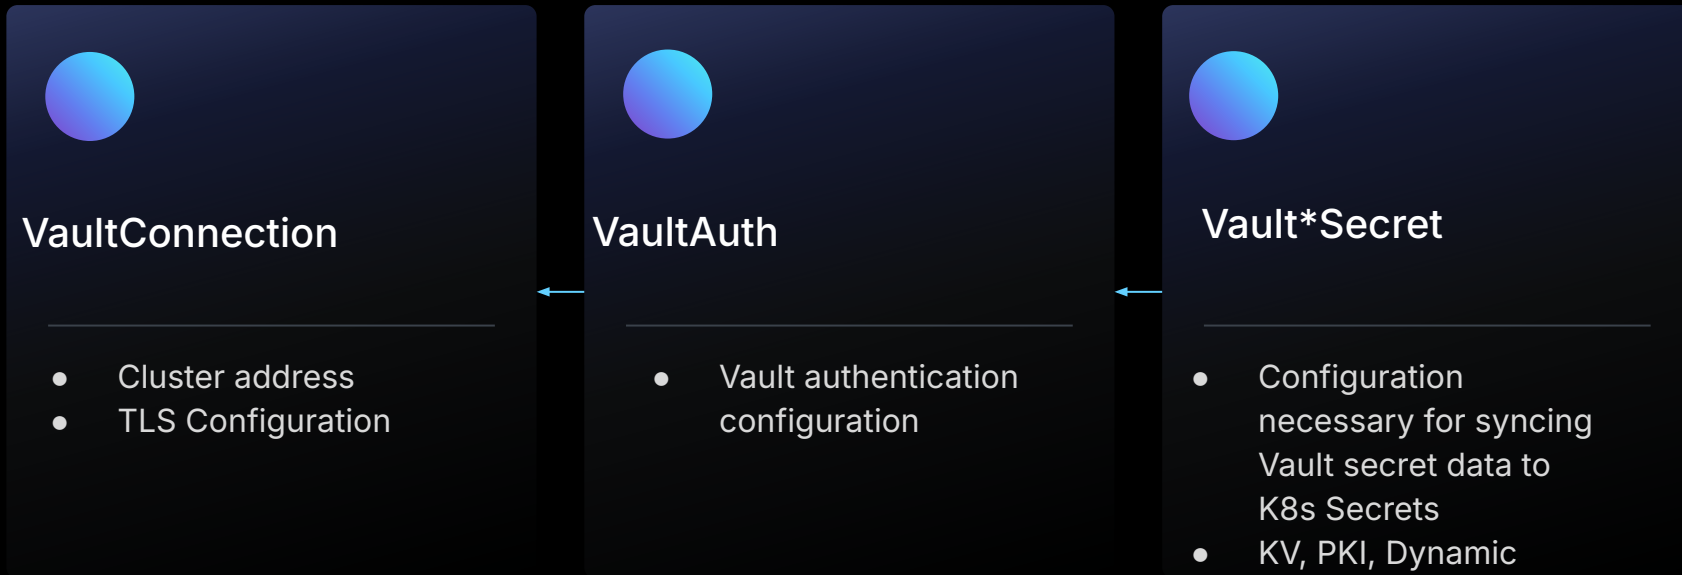 VaultConnection
● Cluster address
● TLS Configuration
VaultAuth
● Vault authentication
configuration
Vault*Secret
● Configuration
necessary for syncing
Vault secret data to
K8s Secrets
● KV, PKI, Dynamic